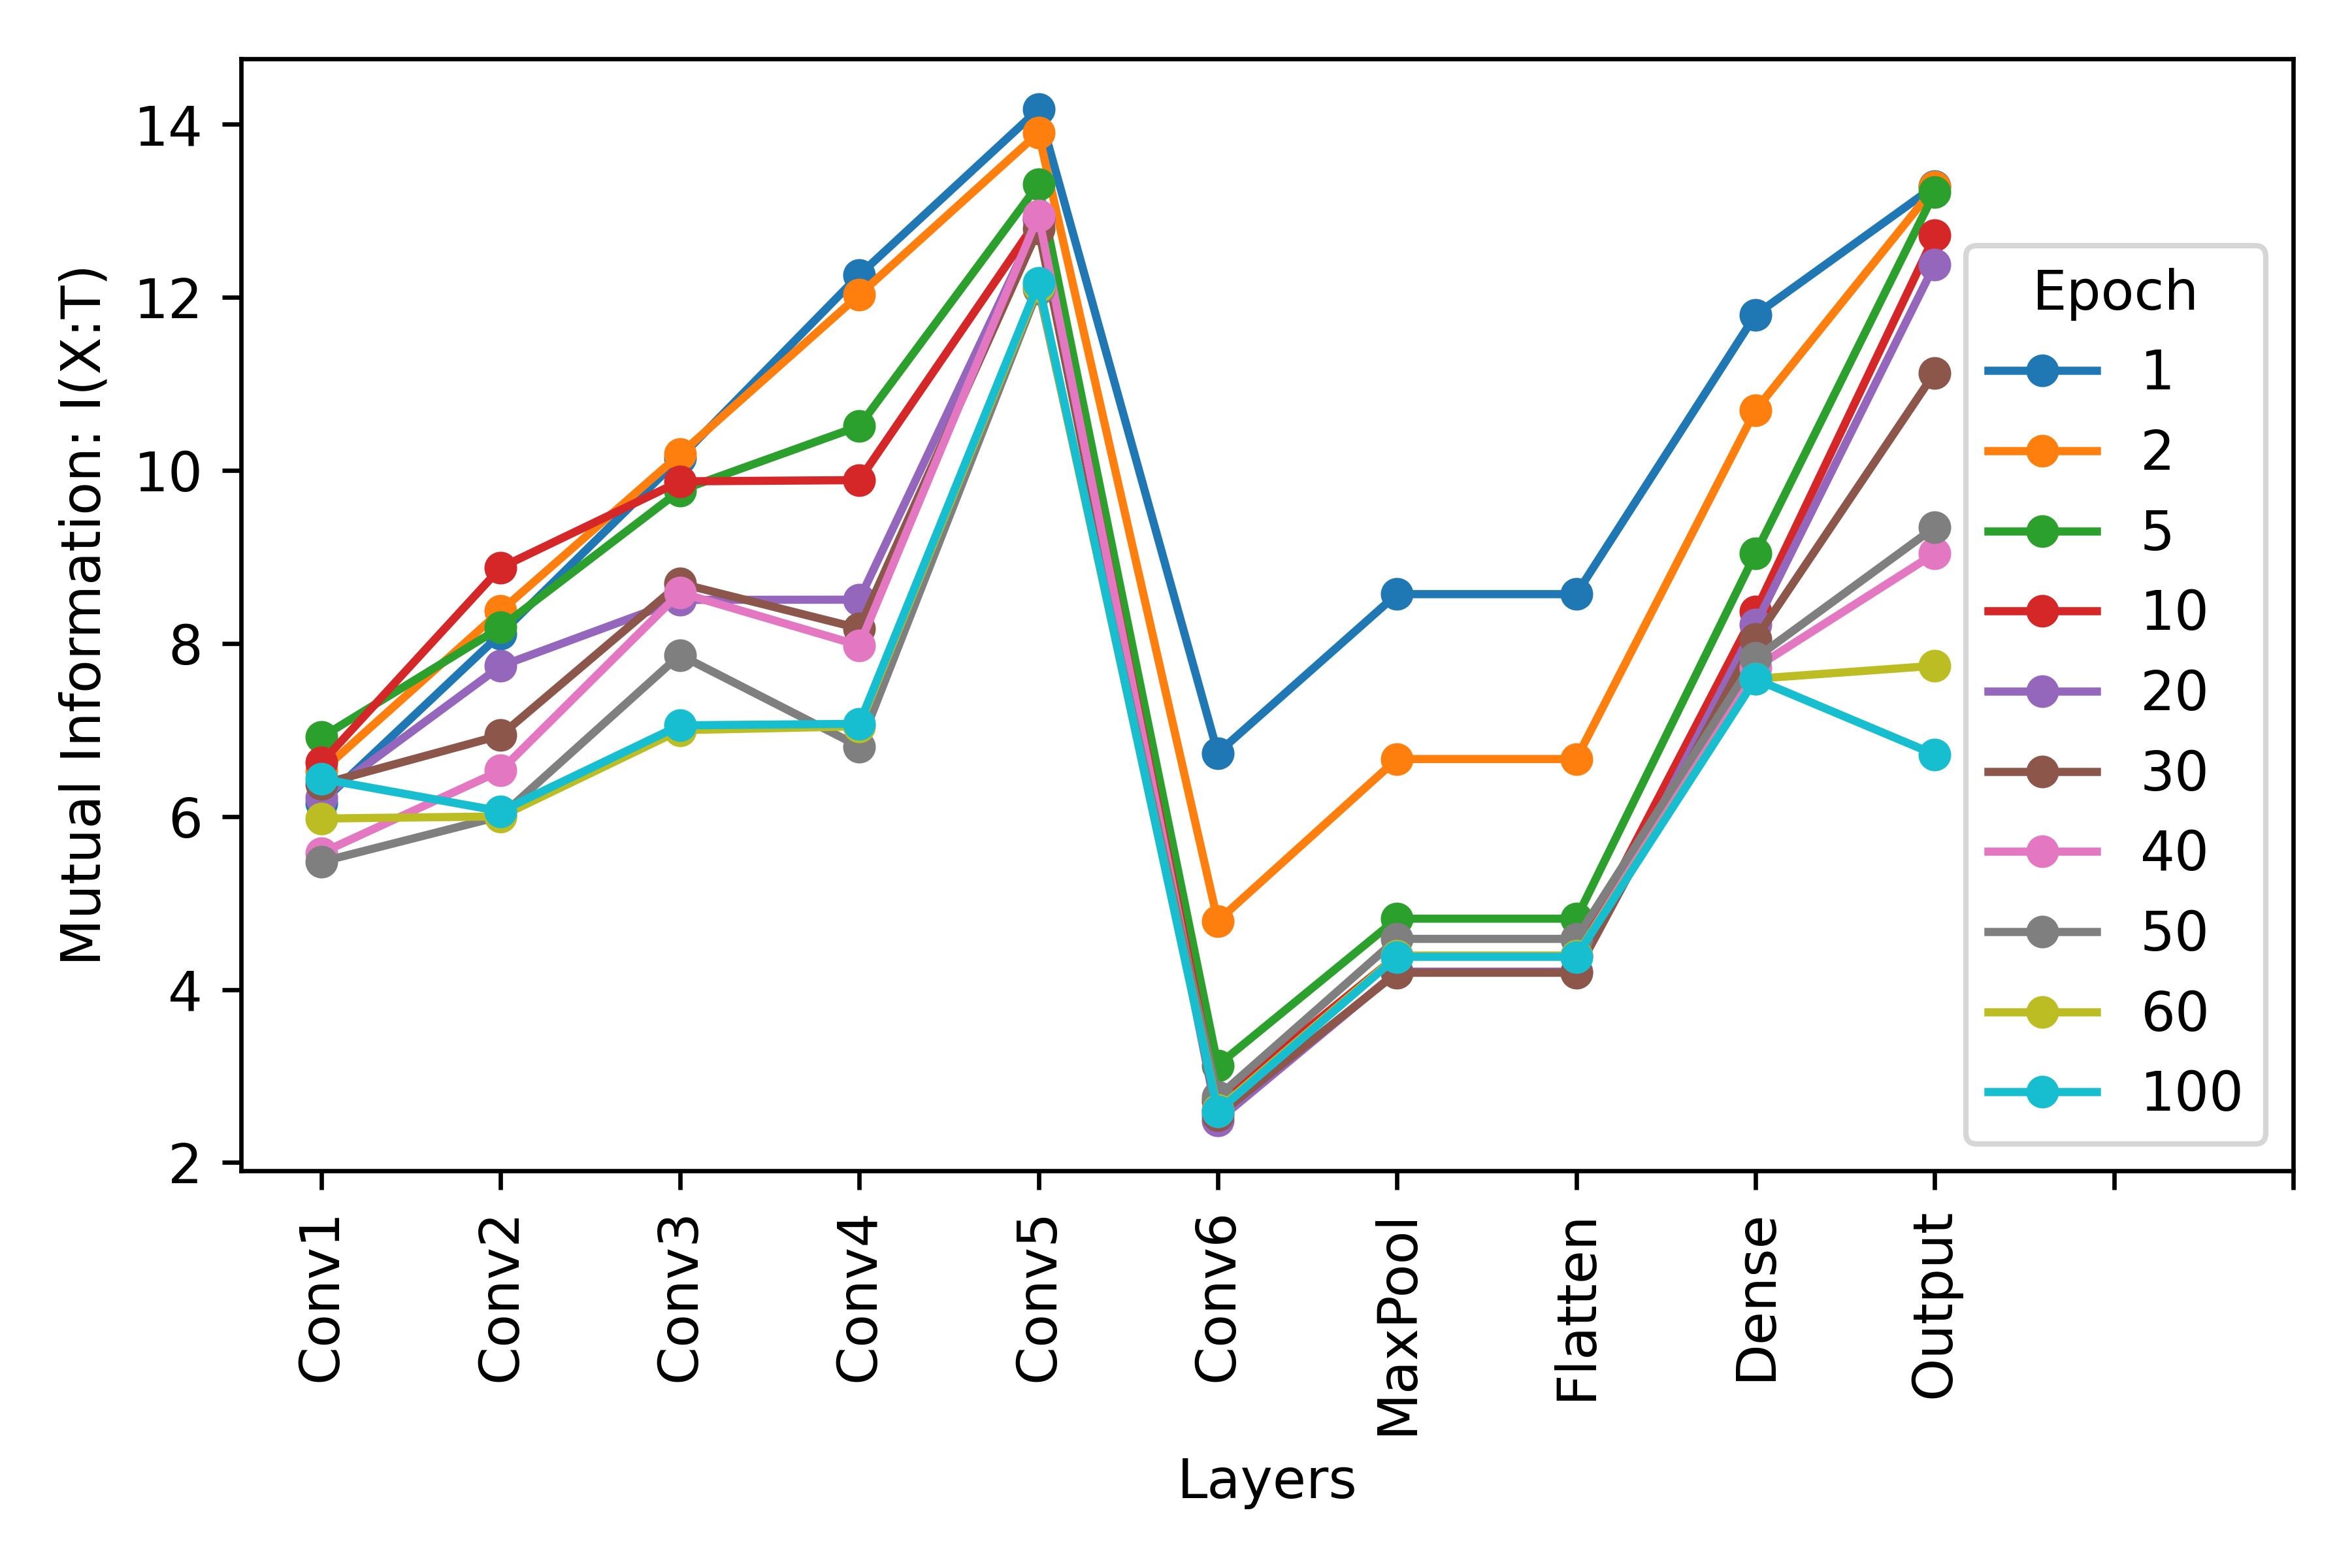 Mutual Information: I(X:T)
14
12
10
8
6
4
2
Epoch
1
2
5
10
20
30
40
50
60
100
Conv1
Conv2
Conv3
Conv4
Conv5
Conv6
MaxPool
Flatten
Dense
Output
Layers